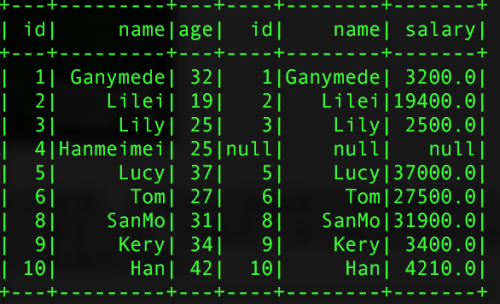 +---+----------+---+----+--------+-------+
| id|      name|age|  id|    name| salary|
+---+----------+---+----+--------+-------+
|  1|  Ganymede| 32|   1|Ganymede| 3200.0|
|  2|     Lilei| 19|   2|   Lilei|19400.0|
|  3|      Lily| 25|   3|    Lily| 2500.0|
|  4|Hanmeimei| 25|null|    null|   null|
|  5|      Lucy| 37|   5|    Lucy|37000.0|
|  6|       Tom| 27|   6|     Tom|27500.0|
|  8|     SanMo| 31|   8|   SanMo|31900.0|
|  9|      Kery| 34|   9|    Kery| 3400.0|
| 10|       Han| 42|  10|     Han| 4210.0|
+---+----------+---+----+--------+-------+